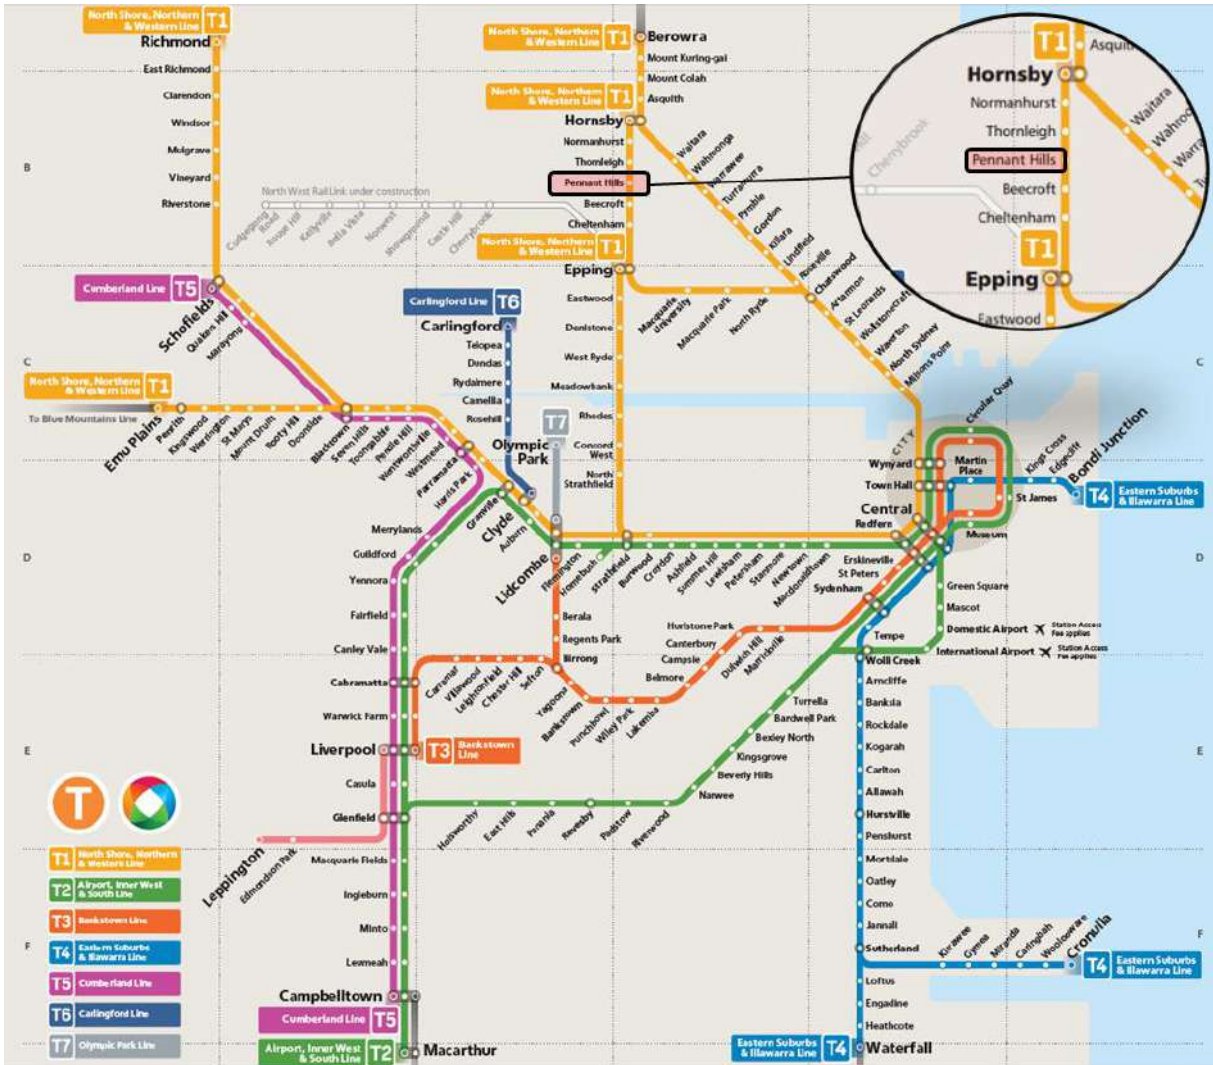 North Shore, Northern
& Western Line
T1
Richmond
East Richmond
Clarendon
Windsor
Mulgrave
Vineyard
Riverstone
North Shore, Northern
& Western Line
T1
Berowra
Mount Kuring-gai
Mount Colah
Asquith
North Shore, Northern
& Western Line
T1
Hornsby
Normanhurst
Thornleigh
Pennant Hills
Beecroft
Cheltenham
North Shore, Northern
& Western Line
T1
Epping
Waitara
Wahroonga
Warrawee
Turramurra
Pymble
Gordon
Killara
Lindfield
Roseville
Chatswood
Artarmon
St Leonards
Wollstonecraft
Waverton
North Sydney
Milsons Point
T1
Asquith
Hornsby
Normanhurst
Thornleigh
Pennant Hills
Beecroft
Cheltenham
T1
Epping
Eastwood
Cherrybrook
Waitara
B
North West Rail Link under construction
Cudgegong
Road
Rouse Hill
Kellyville
Bella Vista
Norwest
Showground
Castle Hill
Cherrybrook
Macquarie
University
Macquarie Park
North Ryde
Cumberland Line
T5
Schofields
Quakers Hill
Marayong
Carlingford Line
T6
Carlingford
Telopea
Dundas
Rydalmere
Camellia
Rosehill
Eastwood
Denistone
West Ryde
Meadowbank
Rhodes
Concord
West
North
Strathfield
C
C
North Shore, Northern
& Western Line
T1
To Blue Mountains Line
Emu Plains
Penrith
Kingswood
Werrington
St Marys
Mount Druitt
Rooty Hill
Doonside
Blacktown
Seven Hills
Toongabbie
Pendle Hill
Wentworthville
Westmead
Parramatta
Harris Park
Granville
Clyde
Auburn
Lidcombe
T7
Olympic
Park
CITY
Circular Quay
Wynyard
Town Hall
Central
Redfern
Martin
Place
St James
Museum
Kings Cross
Edgecliff
Bondi Junction
T4
Eastern Suburbs
& Illawarra Line
D
D
Flemington
Homebush
Strathfield
Burwood
Croydon
Ashfield
Summer Hill
Lewisham
Petersham
Stanmore
Newtown
Macdonaldtown
Erskineville
St Peters
Sydenham
Green Square
Mascot
Domestic Airport
Station Access
Fee applies
International Airport
Station Access
Fee applies
Merrylands
Guildford
Yennora
Fairfield
Canley Vale
Cabramatta
Warwick Farm
Liverpool
Casula
Glenfield
Macquarie Fields
Ingleburn
Minto
Leumeah
Campbelltown
Macarthur
Berala
Regents Park
Birrong
Carramar
Villawood
Leightonfield
Chester Hill
Sefton
Yagoona
Bankstown
Punchbowl
Wiley Park
Lakemba
Belmore
Campsie
Canterbury
Hurlstone Park
Dulwich Hill
Marrickville
T3
Bankstown
Line
Tempe
Wolli Creek
Arncliffe
Banksia
Rockdale
Kogarah
Carlton
Allawah
Hurstville
Penshurst
Mortdale
Oatley
Como
Jannali
Sutherland
Loftus
Engadine
Heathcote
Waterfall
Turrella
Bardwell Park
Bexley North
Kingsgrove
Beverly Hills
Narwee
Riverwood
Padstow
Revesby
Panania
East Hills
Holsworthy
E
E
Leppington
Edmondson Park
Kirrawee
Gymea
Miranda
Caringbah
Woolooware
Cronulla
T4
Eastern Suburbs
& Illawarra Line
F
F
Cumberland Line
T5
Airport, Inner West
& South Line
T2
Eastern Suburbs
& Illawarra Line
T4
T
T1
North Shore, Northern
& Western Line
T2
Airport, Inner West
& South Line
T3
Bankstown Line
T4
Eastern Suburbs
& Illawarra Line
T5
Cumberland Line
T6
Carlingford Line
T7
Olympic Park Line